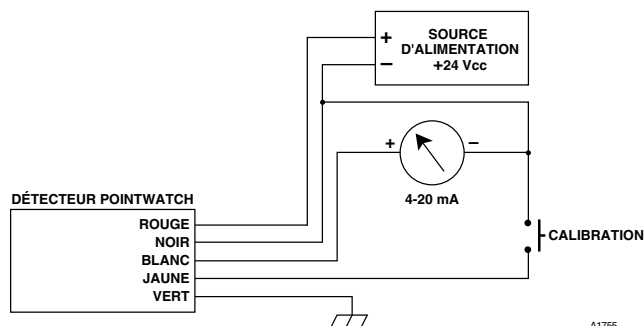 SOURCE
D'ALIMENTATION
+24 Vcc
+
–
+
–
4-20 mA
DÉTECTEUR POINTWATCH
ROUGE
NOIR
BLANC
JAUNE
VERT
CALIBRATION
A1755